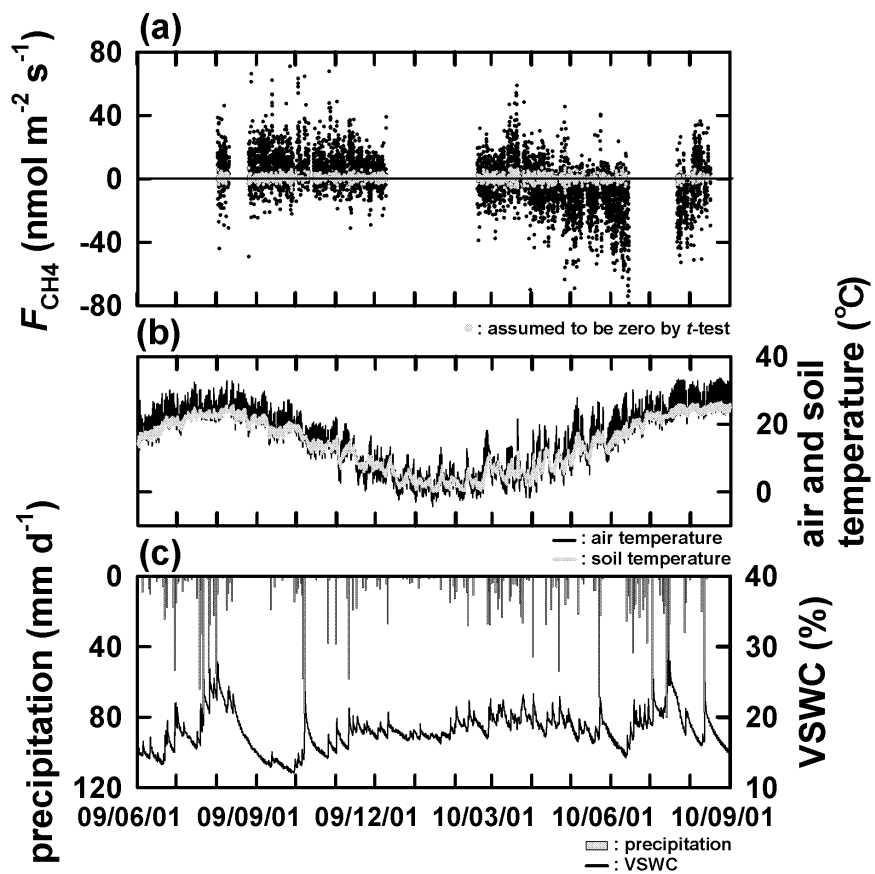 (a)
F CH4 (nmol m-2 s-1)
80
40
0
-40
-80
: assumed to be zero by t-test
(b)
air and soil
temperature (°C)
40
20
0
: air temperature
: soil temperature
(c)
precipitation (mm d-1)
0
40
80
120
VSWC (%)
40
30
20
10
09/06/01 09/09/01 09/12/01 10/03/01 10/06/01 10/09/01
: precipitation
: VSWC